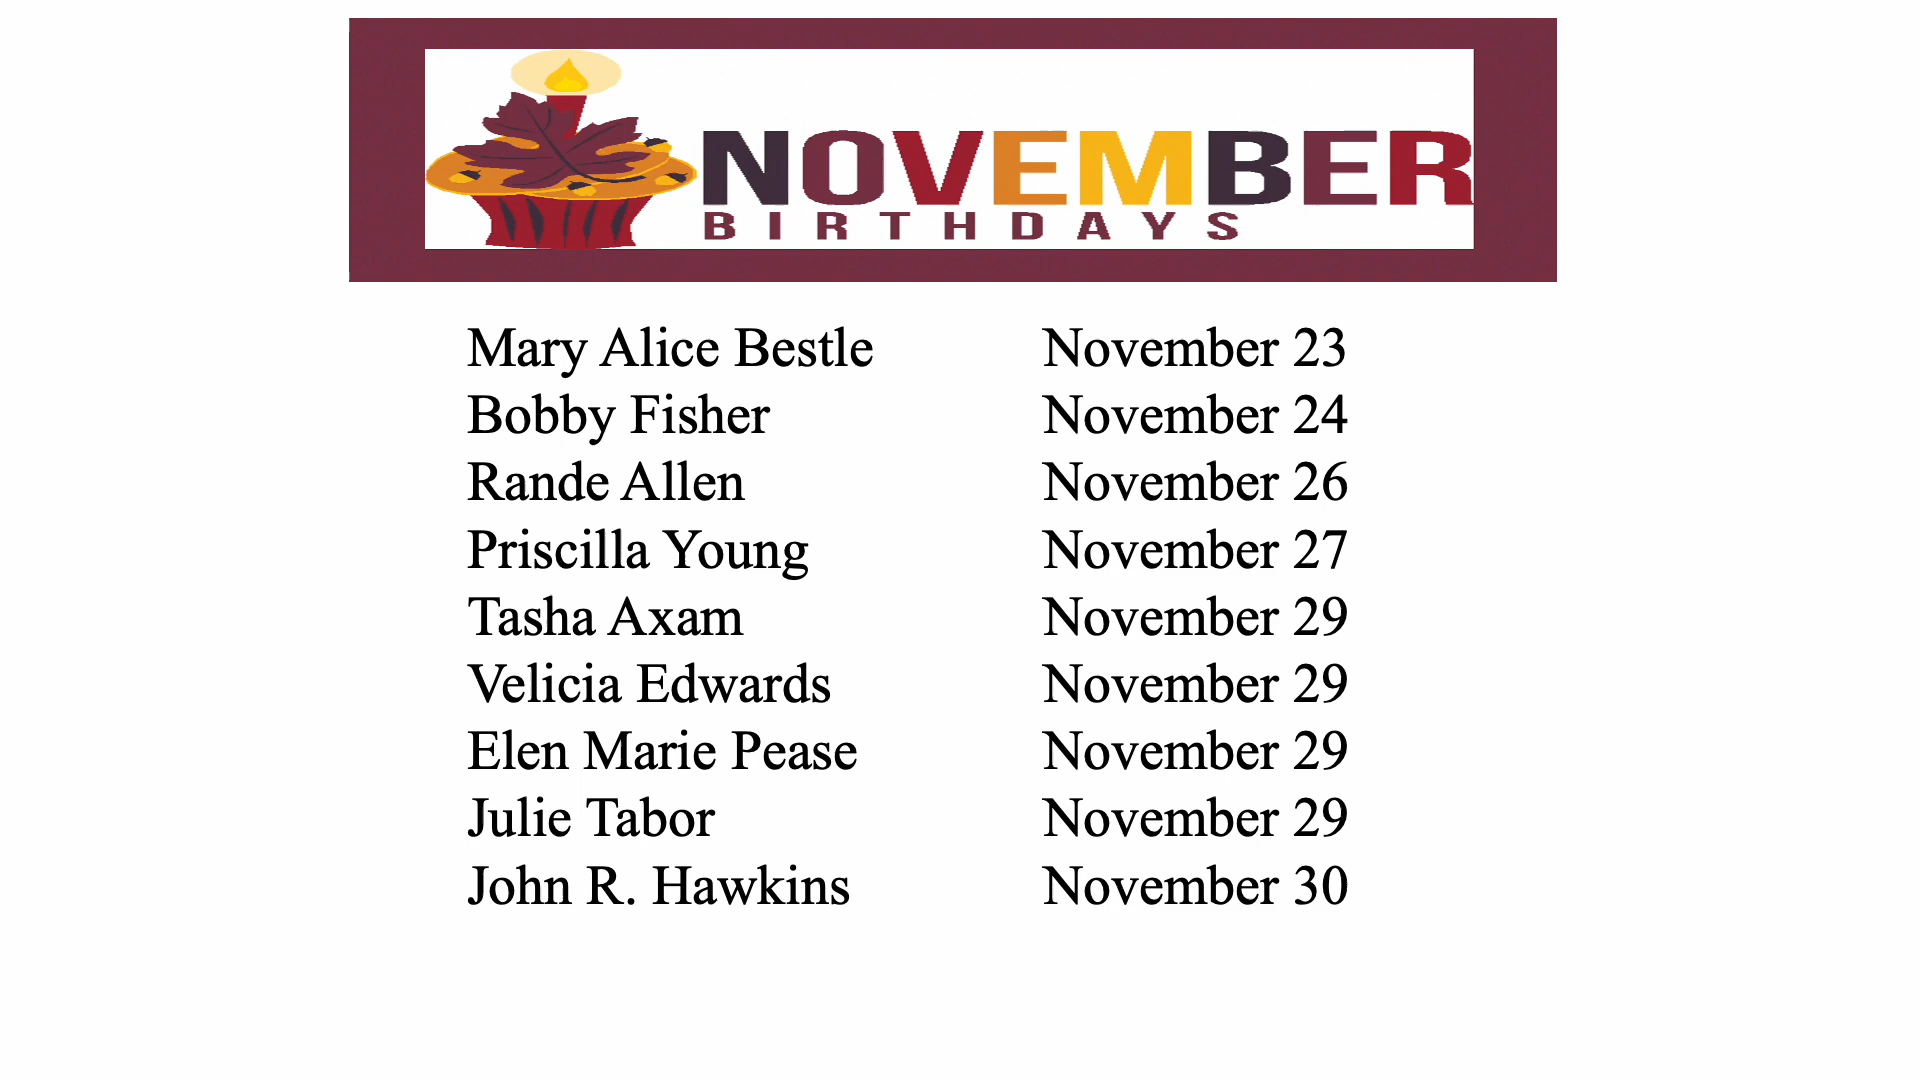 NOVEMBER
BIRTHDAYS
Mary Alice Bestle November 23
Bobby Fisher November 24
Rande Allen November 26
Priscilla Young November 27
Tasha Axam November 29
Velicia Edwards November 29
Elen Marie Pease November 29
Julie Tabor November 29
John R. Hawkins November 30